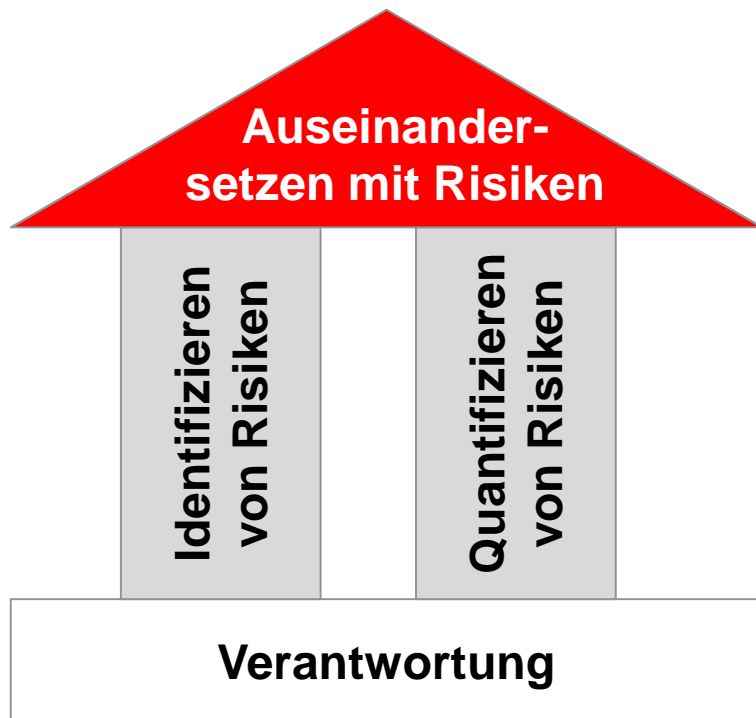 Auseinander-
setzen mit Risiken
Identifizieren
von Risiken
Quantifizieren
von Risiken
Verantwortung